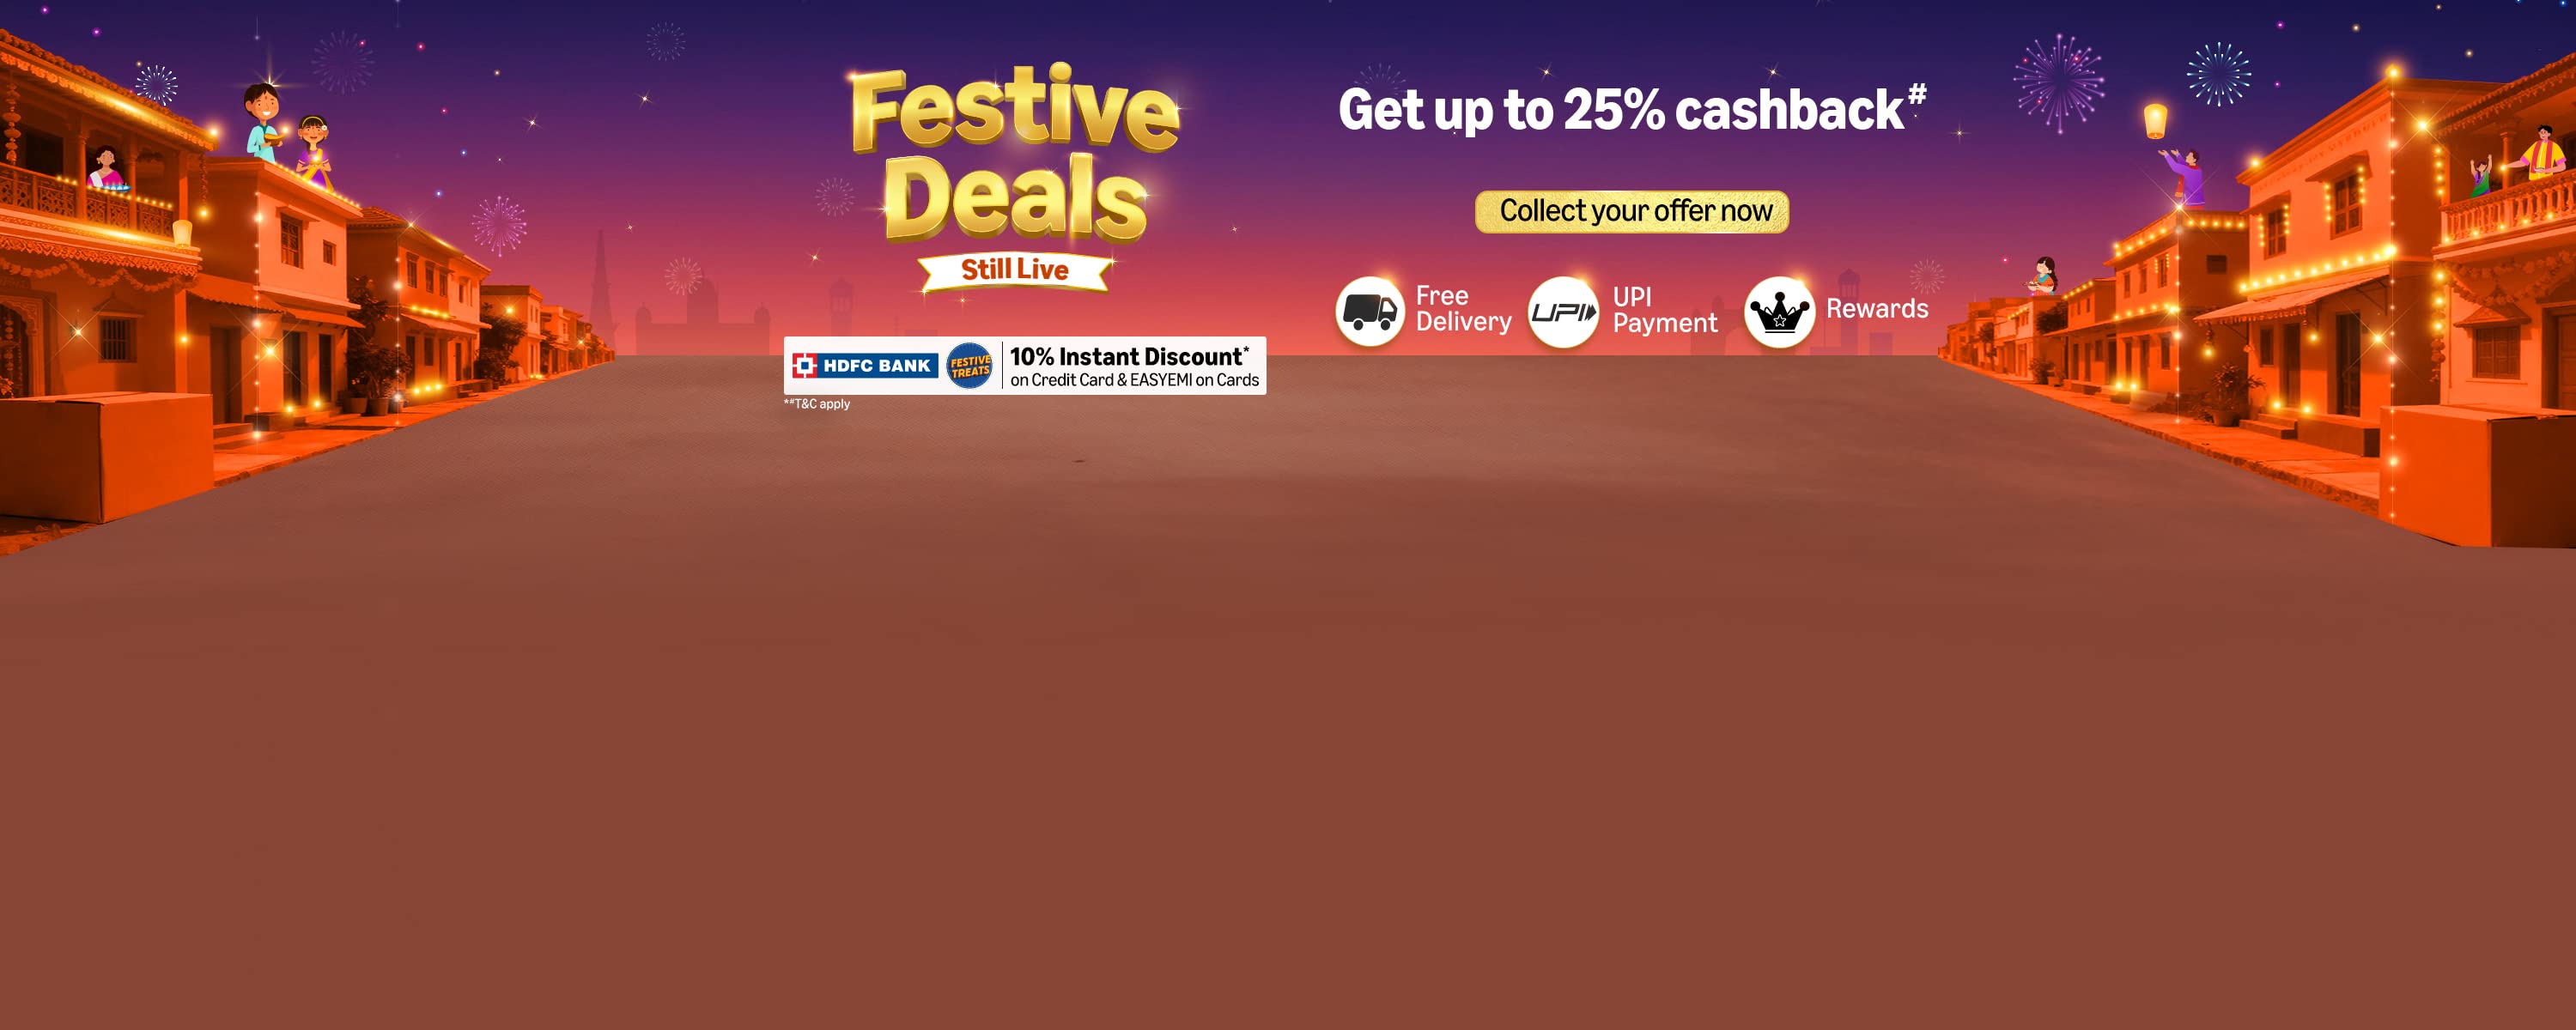 Festive
Deals
Still Live
HDFC BANK
FESTIVE
TREATS
10% Instant Discount*
on Credit Card & EASYEMI on Cards
*#T&C apply
Get up to 25% cashback#
Collect your offer now
Free
Delivery
UPI
UPI
Payment
Rewards